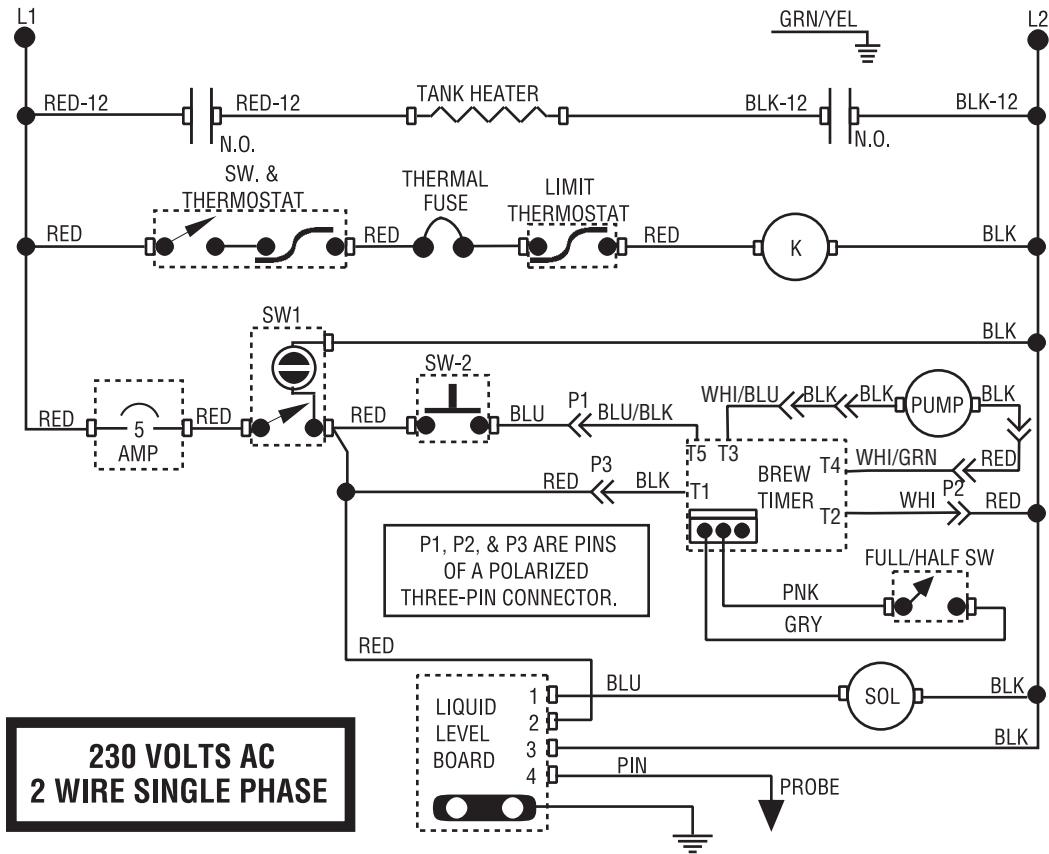 L1
GRN/YEL
L2
RED-12
RED-12
TANK HEATER
BLK-12
BLK-12
N.O.
N.O.
SW. &
THERMOSTAT
THERMAL
FUSE
LIMIT
THERMOSTAT
RED
RED
RED
K
BLK
SW1
BLK
SW-2
RED
5
AMP
RED
RED
BLU
P1
BLU/BLK
WHI/BLU
BLK
BLK
PUMP
BLK
T5
T3
T4
WHI/GRN
RED
BREW
TIMER
RED
P3
BLK
T1
T2
WHI
P2
RED
P1, P2, & P3 ARE PINS
OF A POLARIZED
THREE-PIN CONNECTOR.
FULL/HALF SW
PNK
GRY
RED
LIQUID
LEVEL
BOARD
1
2
3
4
BLU
SOL
BLK
BLK
PIN
PROBE
230 VOLTS AC
2 WIRE SINGLE PHASE